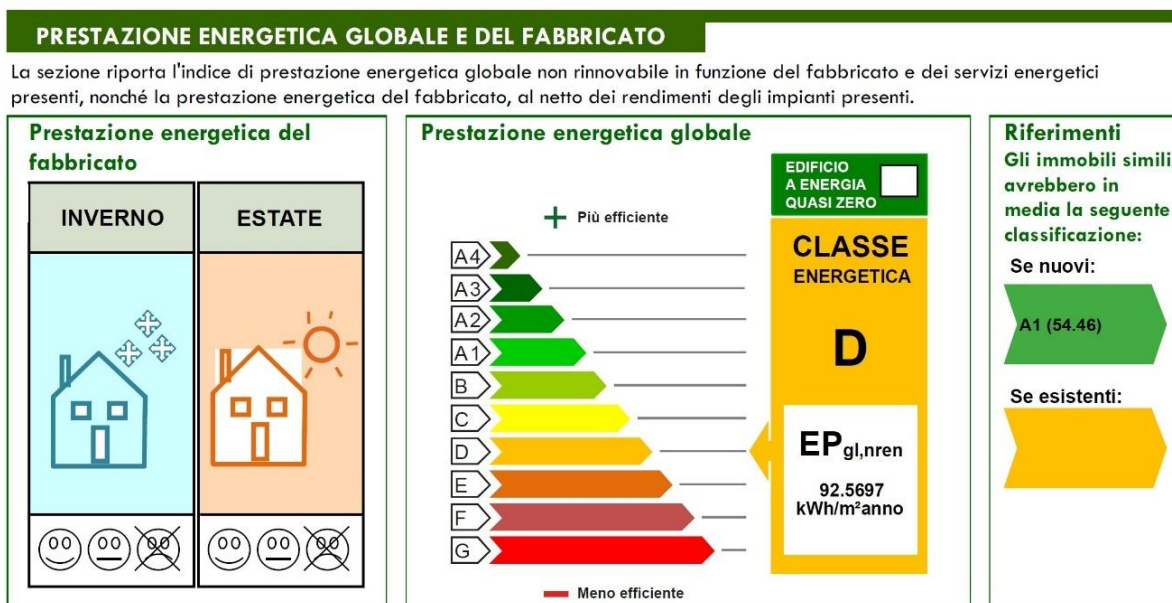 PRESTAZIONE ENERGETICA GLOBALE E DEL FABBRICATO
La sezione riporta l'indice di prestazione energetica globale non rinnovabile in funzione del fabbricato e dei servizi energetici
presenti, nonché la prestazione energetica del fabbricato, al netto dei rendimenti degli impianti presenti.
Prestazione energetica del
fabbricato
INVERNO
ESTATE
Prestazione energetica globale
+ Più efficiente
A4
A3
A2
A1
B
C
D
E
F
G
Meno efficiente
EDIFICIO
A ENERGIA
QUASI ZERO
CLASSE
ENERGETICA
D
EPgl,nren
92.5697
kWh/m²anno
Riferimenti
Gli immobili simili
avrebbero in
media la seguente
classificazione:
Se nuovi:
A1 (54.46)
Se esistenti: